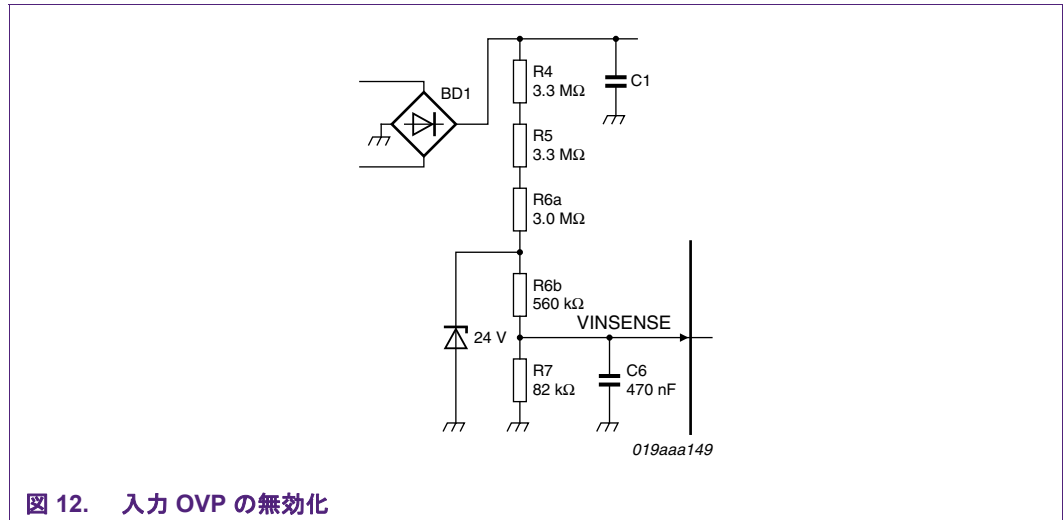 R4
3.3 MΩ
C1
BD1
R5
3.3 MΩ
R6a
3.0 MΩ
R6b
560 kΩ
VINSENSE
24 V
R7
82 kΩ
C6
470 nF
019aaa149
図 12. 入力 OVP の無効化